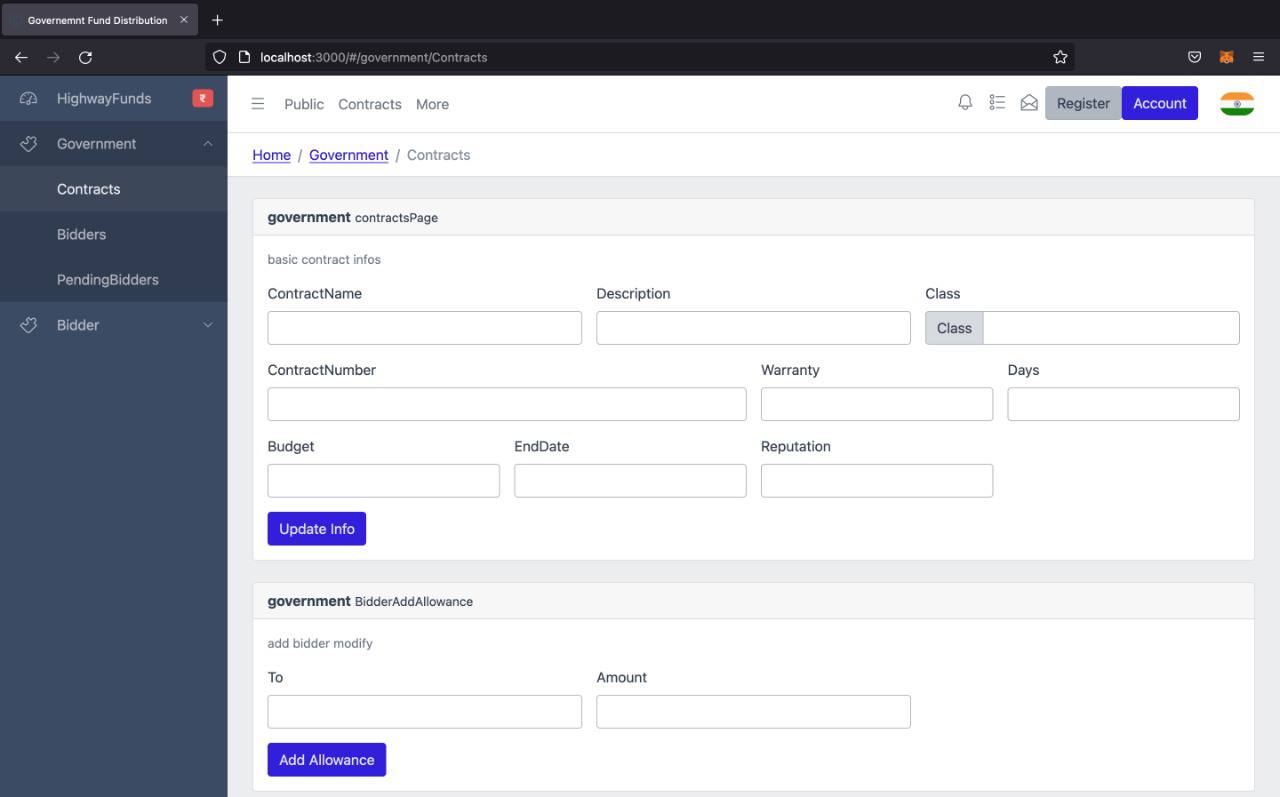 Governemnt Fund Distribution
localhost:3000/#/government/Contracts
HighwayFunds ₹
Government
Contracts
Bidders
PendingBidders
Bidder
Public Contracts More Register Account
Home / Government / Contracts
government contractsPage
basic contract infos
ContractName Description Class
Class
ContractNumber Warranty Days
Budget EndDate Reputation
Update Info
government BidderAddAllowance
add bidder modify
To Amount
Add Allowance